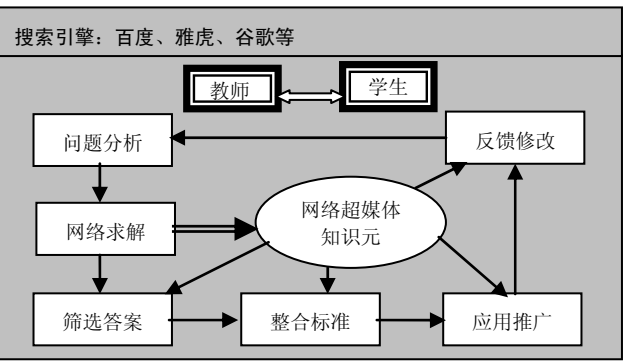 搜索引擎：百度、雅虎、谷歌等
教师
学生
问题分析
反馈修改
网络求解
网络超媒体
知识元
筛选答案
整合标准
应用推广